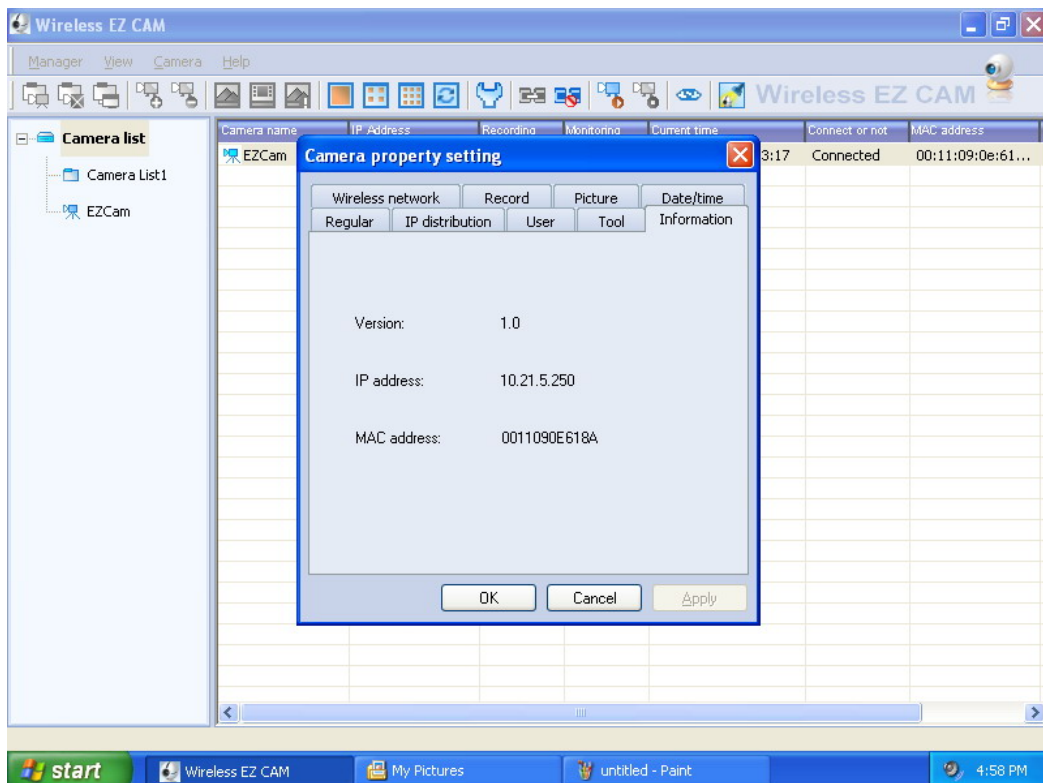 Wireless EZ CAM
Manager View Camera Help
Wireless EZ CAM
Camera list
Camera List1
EZCam
Camera name IP Address Recording Monitoring Current time Connect or not MAC address
EZCam 3:17 Connected 00:11:09:0e:61...
Camera property setting
Wireless network Record Picture Date/time
Regular IP distribution User Tool Information
Version: 1.0
IP address: 10.21.5.250
MAC address: 0011090E618A
OK Cancel Apply
start Wireless EZ CAM My Pictures untitled - Paint 4:58 PM